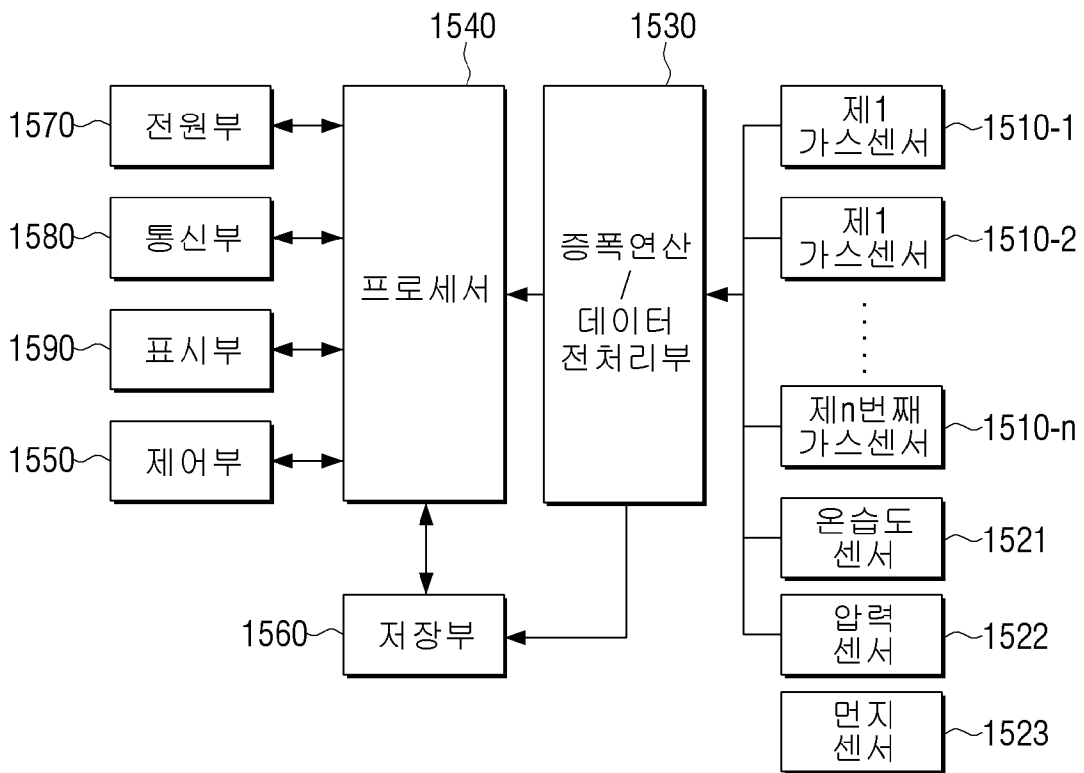 1540
1530
1570
전원부
1580
통신부
1590
표시부
1550
제어부
프로세서
1560
저장부
증폭연산
/
데이터
전처리부
제1
가스센서
1510-1
제1
가스센서
1510-2
제n번째
가스센서
1510-n
온습도
센서
1521
압력
센서
1522
먼지
센서
1523